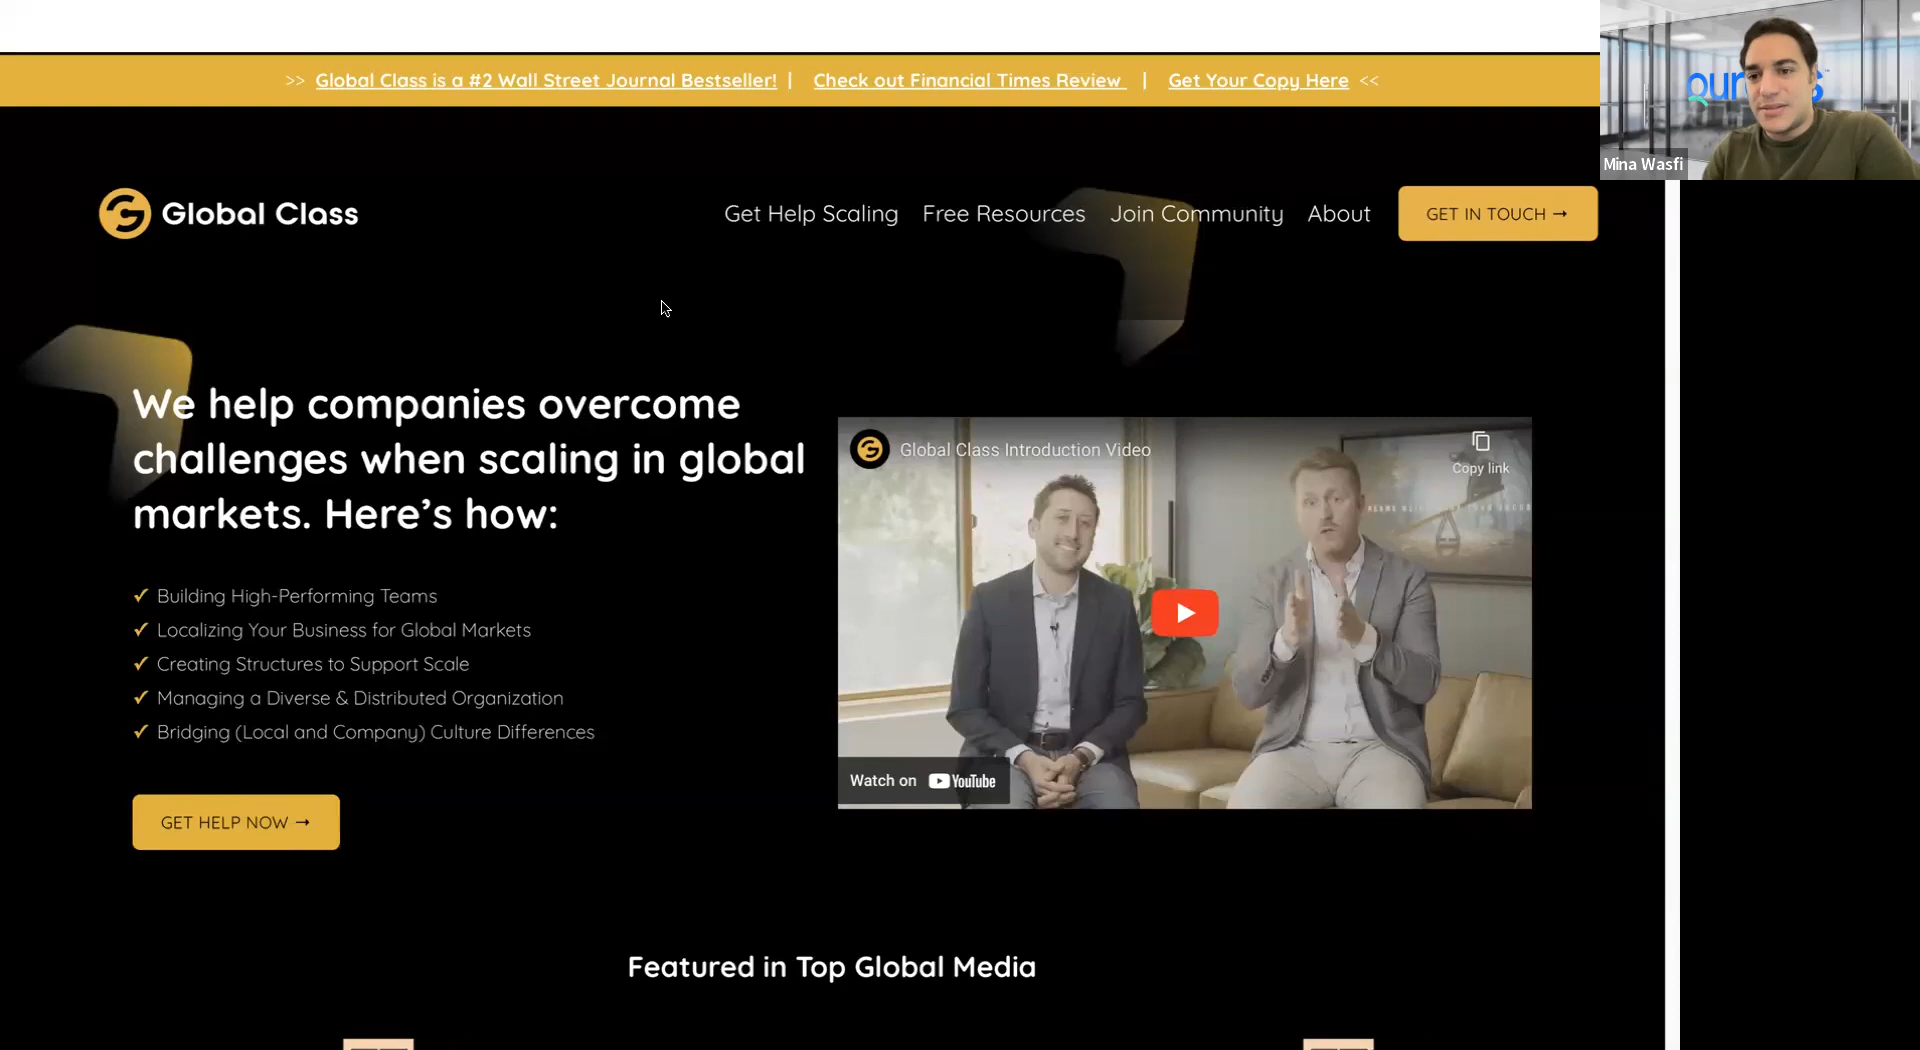 >> Global Class is a #2 Wall Street Journal Bestseller! | Check out Financial Times Review | Get Your Copy Here <<
Mina Wasfi
Global Class
Get Help Scaling Free Resources Join Community About GET IN TOUCH →
We help companies overcome
challenges when scaling in global
markets. Here’s how:
✓ Building High-Performing Teams
✓ Localizing Your Business for Global Markets
✓ Creating Structures to Support Scale
✓ Managing a Diverse & Distributed Organization
✓ Bridging (Local and Company) Culture Differences
GET HELP NOW →
Global Class Introduction Video
Copy link
Watch on YouTube
Featured in Top Global Media